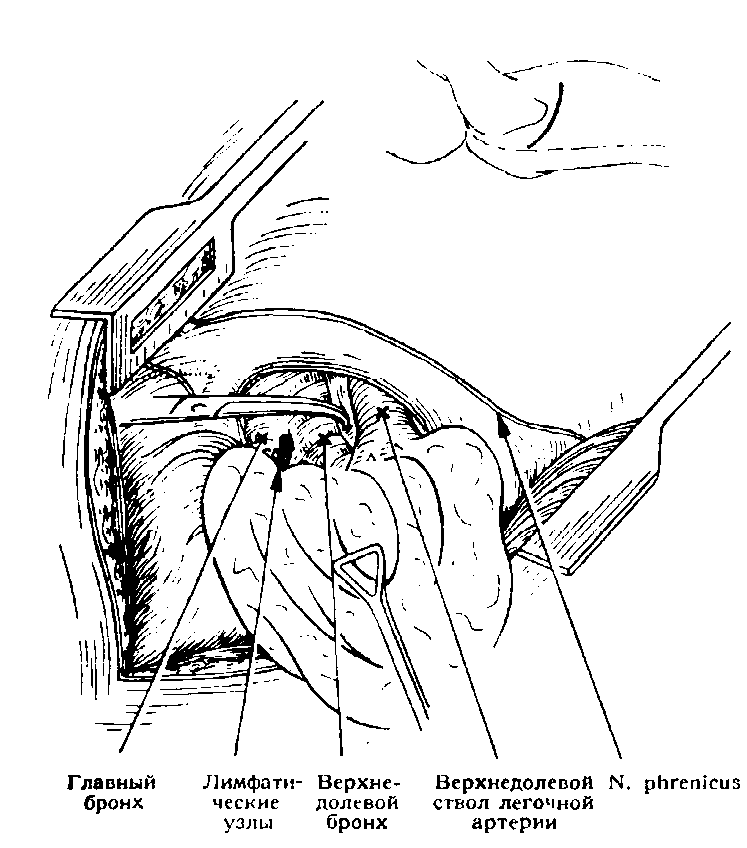 Главный
бронх
Лимфати-
ческие
узлы
Верхне-
долевой
бронх
Верхнедолевой
ствол легочной
артерии
N. phrenicus